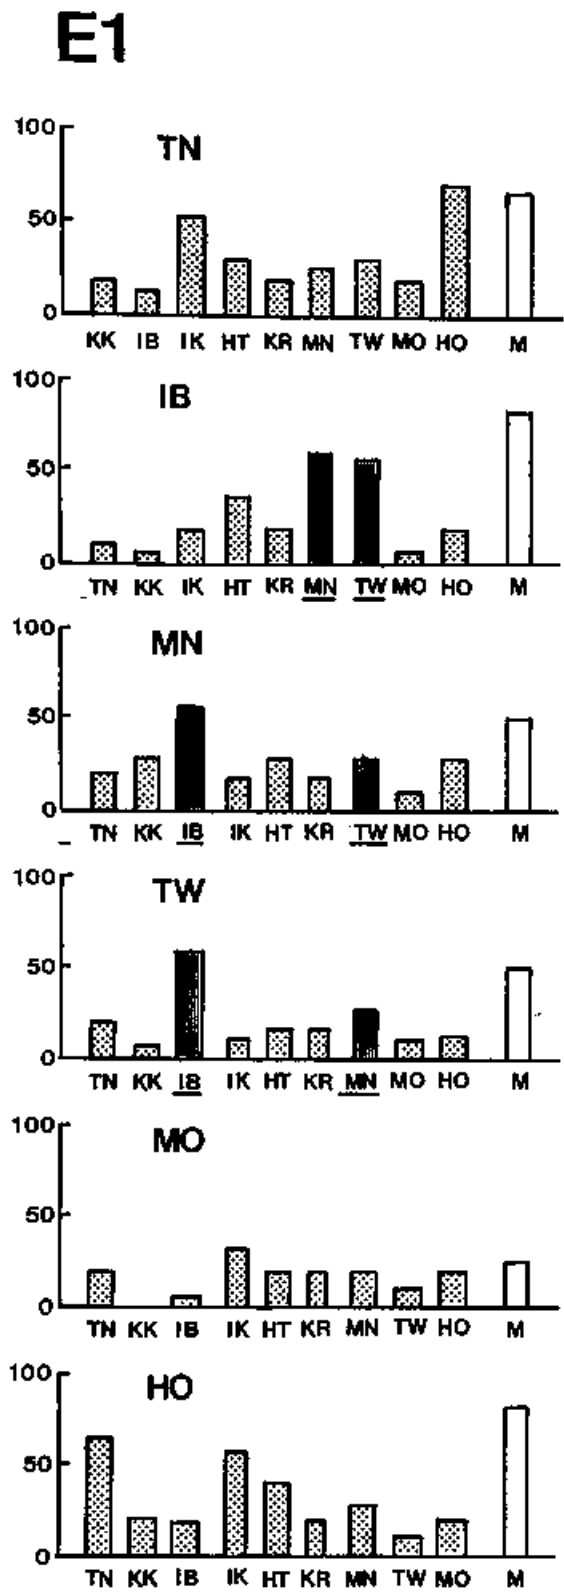 E1
100
TN
50
0
KK IB IK HT KR MN TW MO HO M
100
IB
50
0
TN KK IK HT KR MN TW MO HO M
100
MN
50
0
TN KK IB IK HT KR TW MO HO M
100
TW
50
0
TN KK IB IK HT KR MN MO HO M
100
MO
50
0
TN KK IB IK HT KR MN TW HO M
100
HO
50
0
TN KK IB IK HT KR MN TW MO M